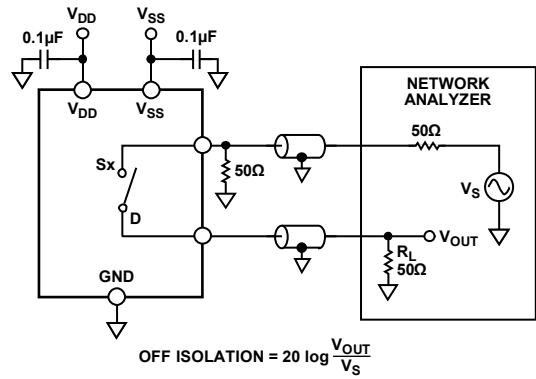 V_DD V_SS
0.1µF 0.1µF
V_DD V_SS
NETWORK
ANALYZER
50Ω
Sx
50Ω
V_S
D
V_OUT
R_L
50Ω
GND
OFF ISOLATION = 20 log V_OUT / V_S